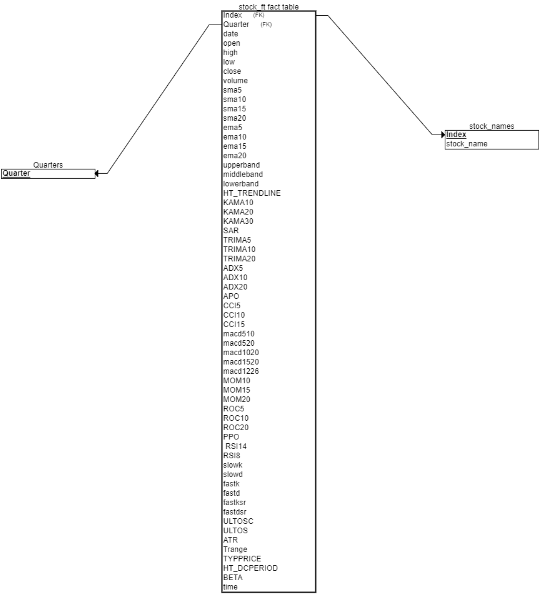 stock_ft fact table
Index (FK)
Quarter (FK)
date
open
high
low
close
volume
sma5
sma10
sma15
sma20
ema5
ema10
ema15
ema20
upperband
middleband
lowerband
HT_TRENDLINE
KAMA10
KAMA20
KAMA30
SAR
TRIMA5
TRIMA10
TRIMA20
ADX5
ADX10
ADX20
APO
CCI5
CCI10
CCI15
macd510
macd520
macd1020
macd1520
macd1226
MOM10
MOM15
MOM20
ROC5
ROC10
ROC20
PPO
RSI14
RSI8
slowk
slowd
fastk
fastd
fastksr
fastdsr
ULTOSC
ULTOS
ATR
Trange
TYPPRICE
HT_DCPERIOD
BETA
time
Quarters
Quarter
stock_names
Index
stock_name